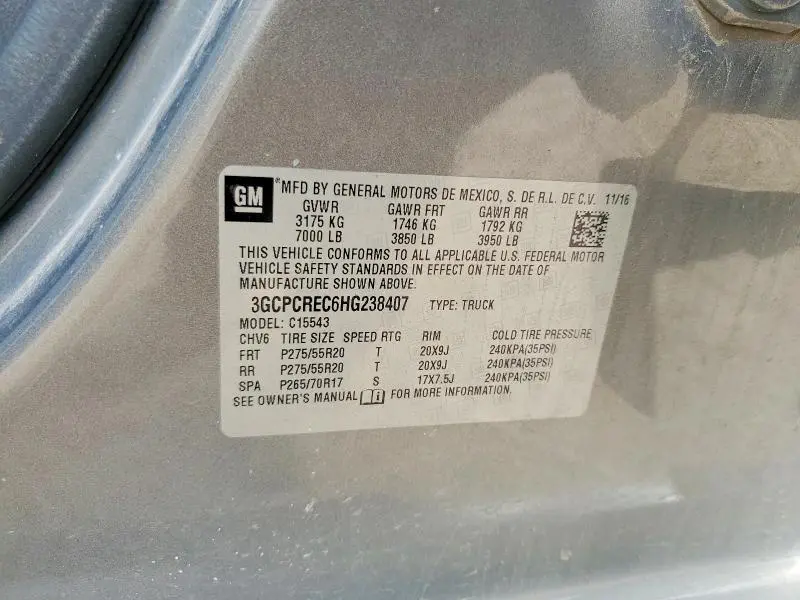 GM ® MFD BY GENERAL MOTORS DE MEXICO, S. DE R.L. DE C.V. 11/16
GVWR GAWR FRT GAWR RR
3175 KG 1746 KG 1792 KG
7000 LB 3850 LB 3950 LB
THIS VEHICLE CONFORMS TO ALL APPLICABLE U.S. FEDERAL MOTOR
VEHICLE SAFETY STANDARDS IN EFFECT ON THE DATE OF
MANUFACTURE SHOWN ABOVE.
3GCPCREC6HG238407 TYPE: TRUCK
MODEL: C15543
CHV6 TIRE SIZE SPEED RTG RIM COLD TIRE PRESSURE
FRT P275/55R20 T 20X9J 240KPA(35PSI)
RR P275/55R20 T 20X9J 240KPA(35PSI)
SPA P265/70R17 S 17X7.5J 240KPA(35PSI)
SEE OWNER'S MANUAL FOR MORE INFORMATION.